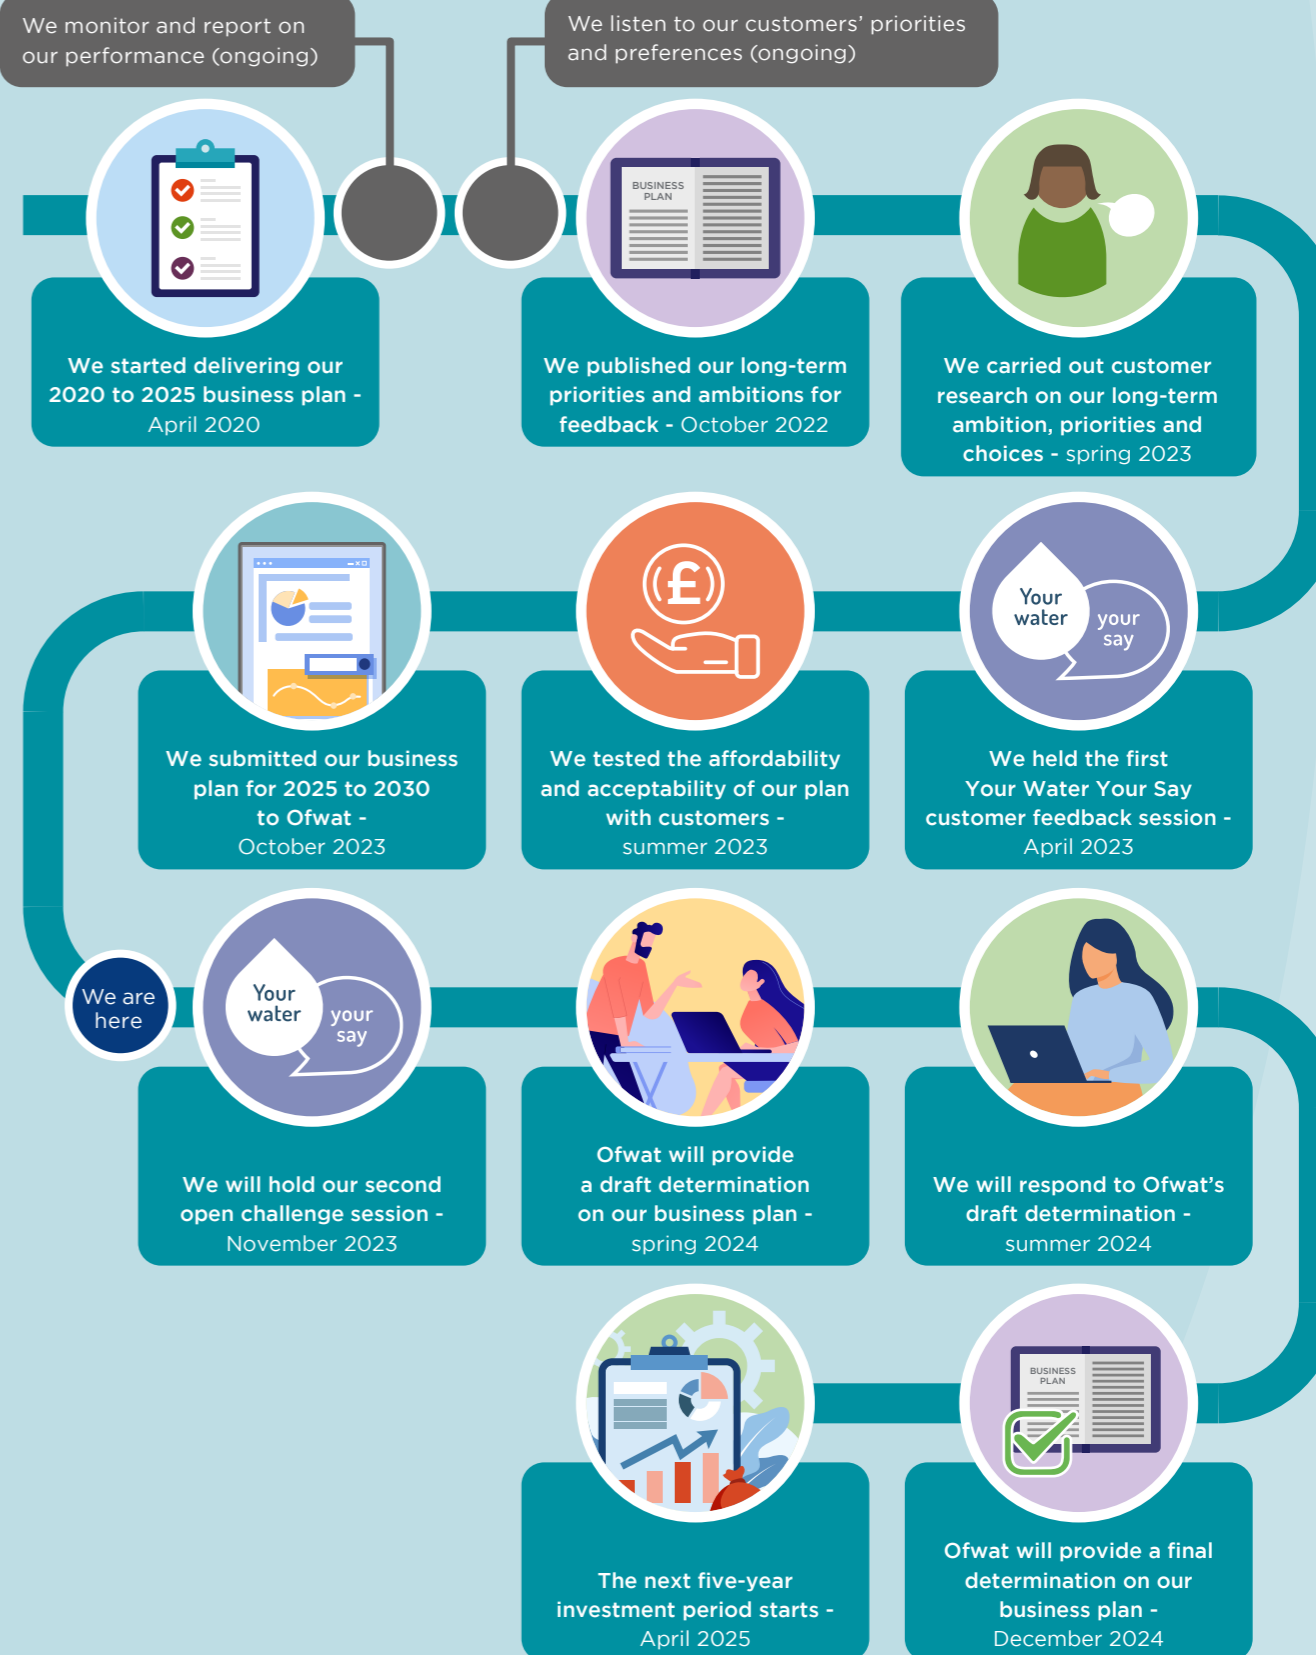 We monitor and report on
our performance (ongoing)
We listen to our customers’ priorities
and preferences (ongoing)
BUSINESS
PLAN
We started delivering our
2020 to 2025 business plan -
April 2020
We published our long-term
priorities and ambitions for
feedback - October 2022
We carried out customer
research on our long-term
ambition, priorities and
choices - spring 2023
Your
water
your
say
We held the first
Your Water Your Say
customer feedback session -
April 2023
We tested the affordability
and acceptability of our plan
with customers -
summer 2023
£
We submitted our business
plan for 2025 to 2030
to Ofwat -
October 2023
We are
here
Your
water
your
say
We will hold our second
open challenge session -
November 2023
Ofwat will provide
a draft determination
on our business plan -
spring 2024
We will respond to Ofwat’s
draft determination -
summer 2024
BUSINESS
PLAN
Ofwat will provide a final
determination on our
business plan -
December 2024
The next five-year
investment period starts -
April 2025